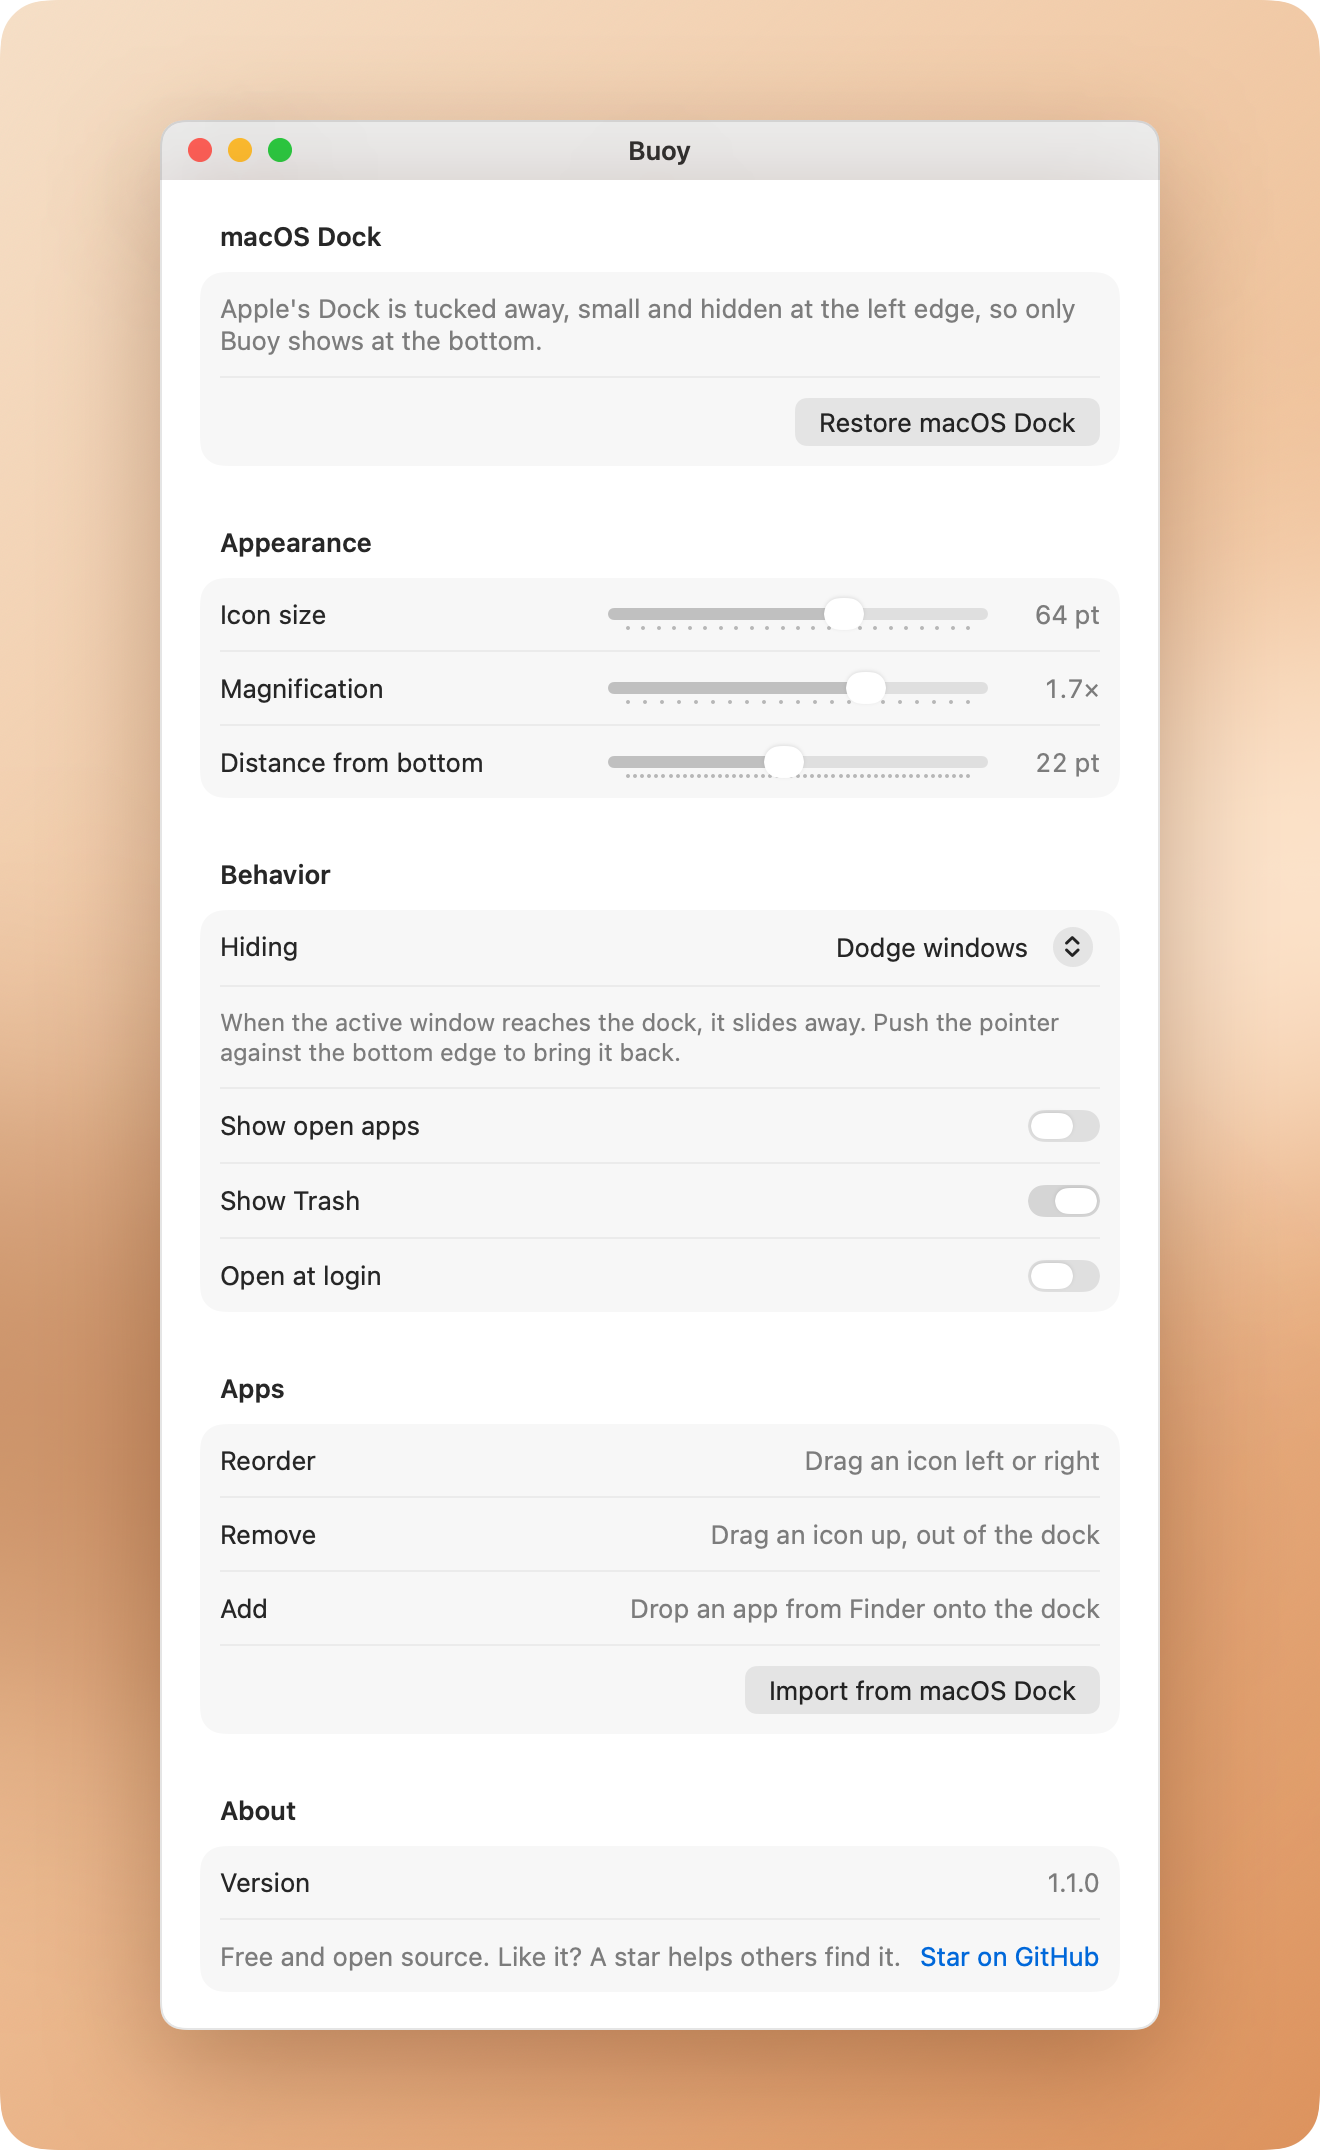 Buoy
macOS Dock
Apple's Dock is tucked away, small and hidden at the left edge, so only
Buoy shows at the bottom.
Restore macOS Dock
Appearance
Icon size 64 pt
Magnification 1.7×
Distance from bottom 22 pt
Behavior
Hiding Dodge windows
When the active window reaches the dock, it slides away. Push the pointer
against the bottom edge to bring it back.
Show open apps
Show Trash
Open at login
Apps
Reorder Drag an icon left or right
Remove Drag an icon up, out of the dock
Add Drop an app from Finder onto the dock
Import from macOS Dock
About
Version 1.1.0
Free and open source. Like it? A star helps others find it. Star on GitHub